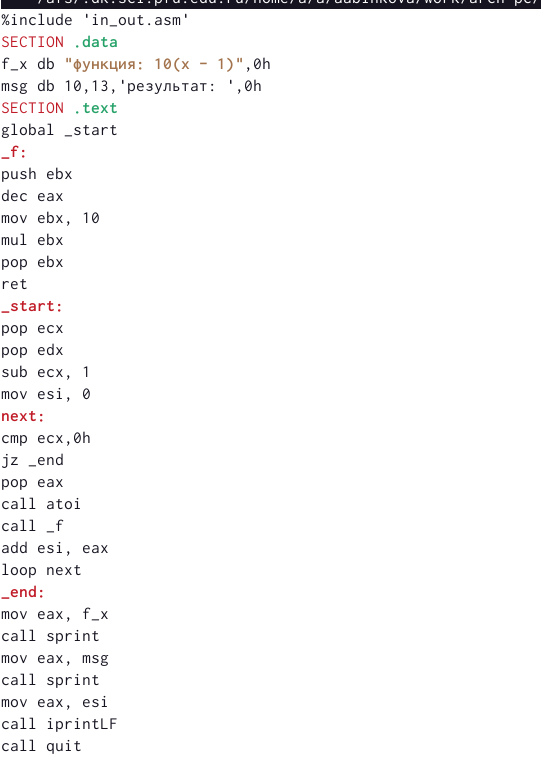 %include 'in_out.asm'
SECTION .data
f_x db "функция: 10(x - 1)",0h
msg db 10,13,'результат: ',0h
SECTION .text
global _start
_f:
push ebx
dec eax
mov ebx, 10
mul ebx
pop ebx
ret
_start:
pop ecx
pop edx
sub ecx, 1
mov esi, 0
next:
cmp ecx,0h
jz _end
pop eax
call atoi
call _f
add esi, eax
loop next
_end:
mov eax, f_x
call sprint
mov eax, msg
call sprint
mov eax, esi
call iprintLF
call quit